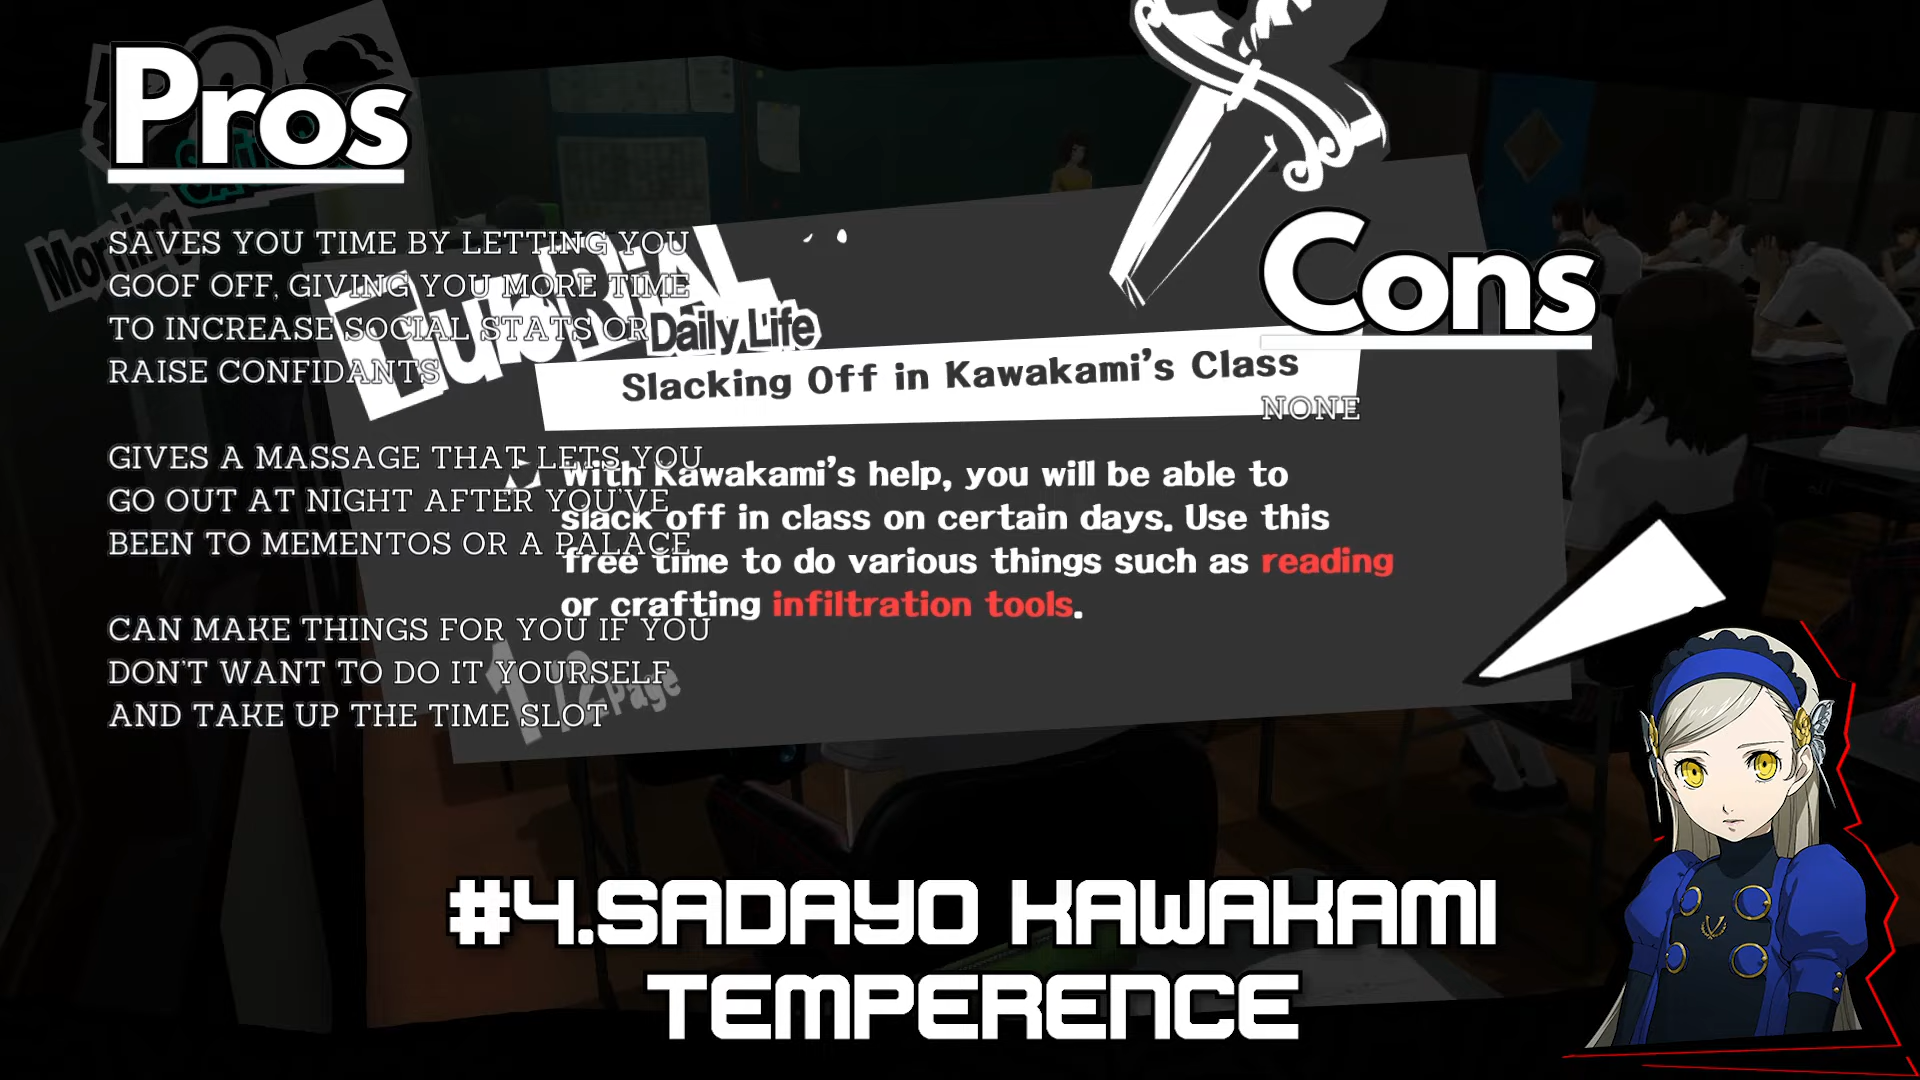 Pros
SAVES YOU TIME BY LETTING YOU
GOOF OFF, GIVING YOU MORE TIME
TO INCREASE SOCIAL STATS OR
RAISE CONFIDANTS
GIVES A MASSAGE THAT LETS YOU
GO OUT AT NIGHT AFTER YOU'VE
BEEN TO MEMENTOS OR A PALACE
CAN MAKE THINGS FOR YOU IF YOU
DON'T WANT TO DO IT YOURSELF
AND TAKE UP THE TIME SLOT
Cons
NONE
Morning
TutoRiAL
Daily Life
Slacking Off in Kawakami's Class
With Kawakami's help, you will be able to
slack off in class on certain days. Use this
free time to do various things such as reading
or crafting infiltration tools.
1/2 Page
#4.SADAYO KAWAKAMI
TEMPERENCE